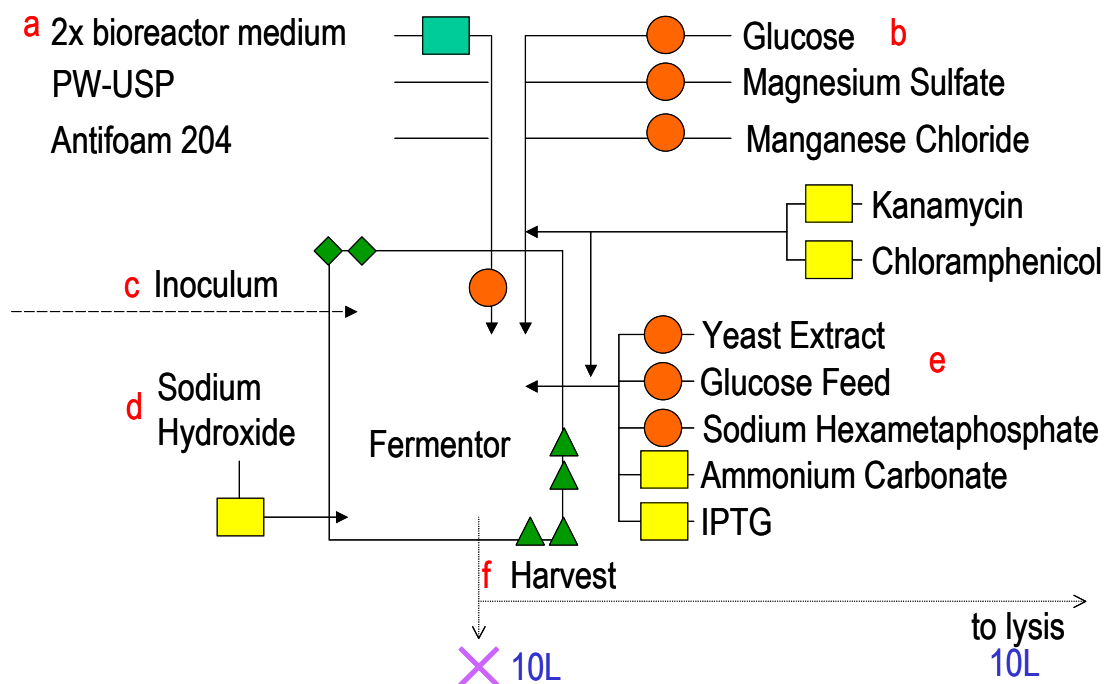 a 2x bioreactor medium
Glucose b
PW-USP
Magnesium Sulfate
Antifoam 204
Manganese Chloride
Kanamycin
Chloramphenicol
c Inoculum
Yeast Extract
e
Glucose Feed
d Sodium
Hydroxide
Sodium Hexametaphosphate
Fermentor
Ammonium Carbonate
IPTG
f Harvest
to lysis
10L
10L